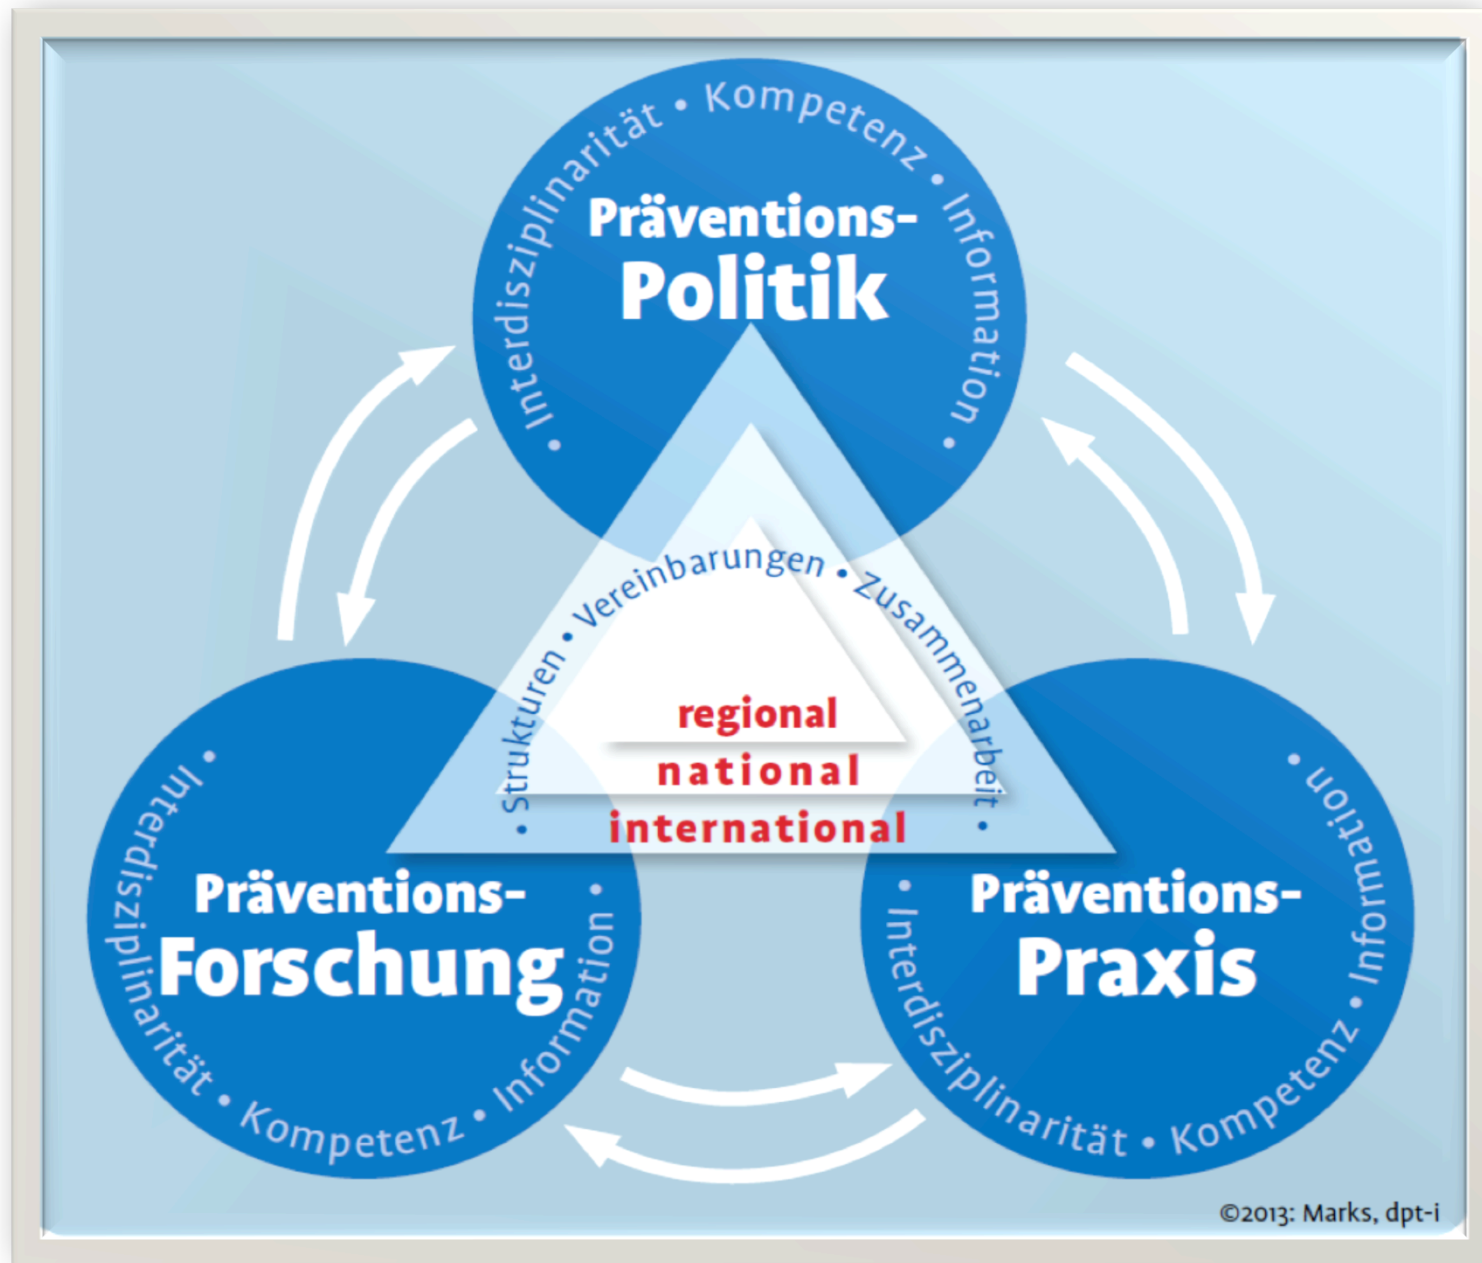 • Interdisziplinarität • Kompetenz • Information •
Präventions-
Politik
• Strukturen • Vereinbarungen • Zusammenarbeit •
regional
national
international
Präventions-
Forschung
• Interdisziplinarität • Kompetenz • Information •
Präventions-
Praxis
• Interdisziplinarität • Kompetenz • Information •
©2013: Marks, dpt-i